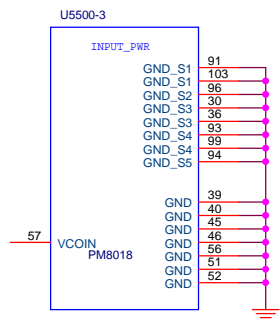 U5500-3
INPUT_PWR
GND_S1 91
GND_S1 103
GND_S2 96
GND_S3 30
GND_S3 36
GND_S4 93
GND_S4 99
GND_S5 94
GND 39
GND 40
GND 45
57 VCOIN GND 46
PM8018 GND 56
GND 51
GND 52